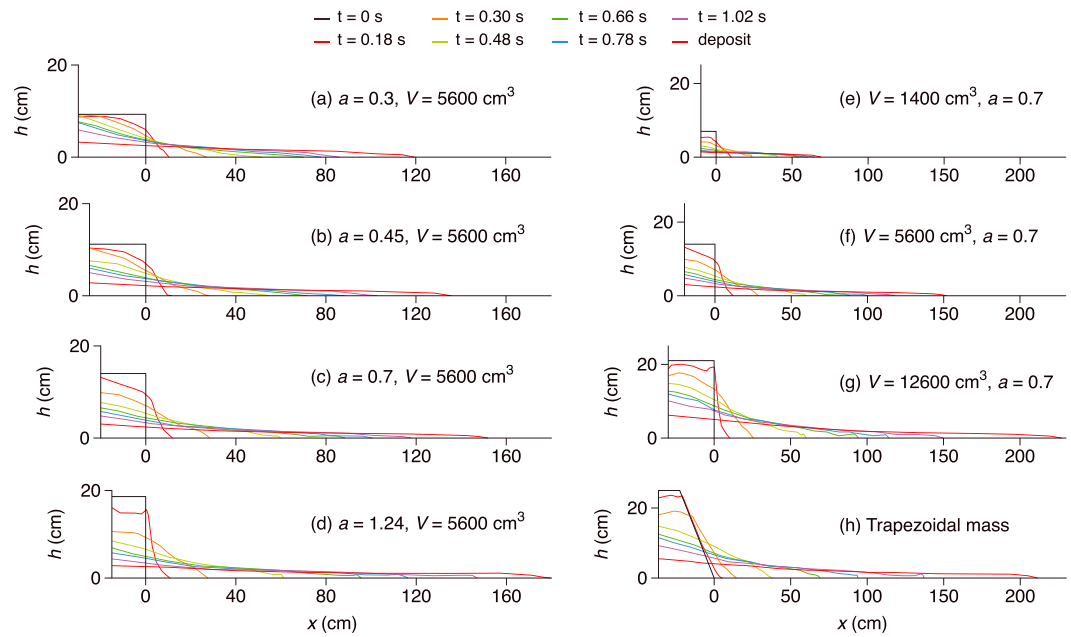 t = 0 s t = 0.30 s t = 0.66 s t = 1.02 s
t = 0.18 s t = 0.48 s t = 0.78 s deposit
20
0
h (cm)
(a) a = 0.3, V = 5600 cm³
0 40 80 120 160
20
0
h (cm)
(b) a = 0.45, V = 5600 cm³
0 40 80 120 160
20
0
h (cm)
(c) a = 0.7, V = 5600 cm³
0 40 80 120 160
20
0
h (cm)
(d) a = 1.24, V = 5600 cm³
0 40 80 120 160
x (cm)
20
0
h (cm)
(e) V = 1400 cm³, a = 0.7
0 50 100 150 200
20
0
h (cm)
(f) V = 5600 cm³, a = 0.7
0 50 100 150 200
20
0
h (cm)
(g) V = 12600 cm³, a = 0.7
0 50 100 150 200
20
0
h (cm)
(h) Trapezoidal mass
0 50 100 150 200
x (cm)